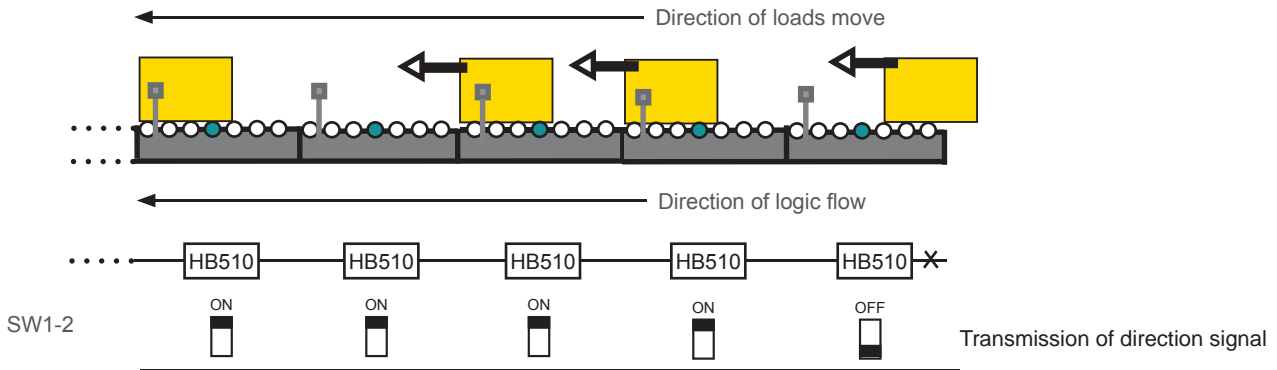 Direction of loads move
Direction of logic flow
HB510 HB510 HB510 HB510 HB510
ON ON ON ON OFF
SW1-2
Transmission of direction signal